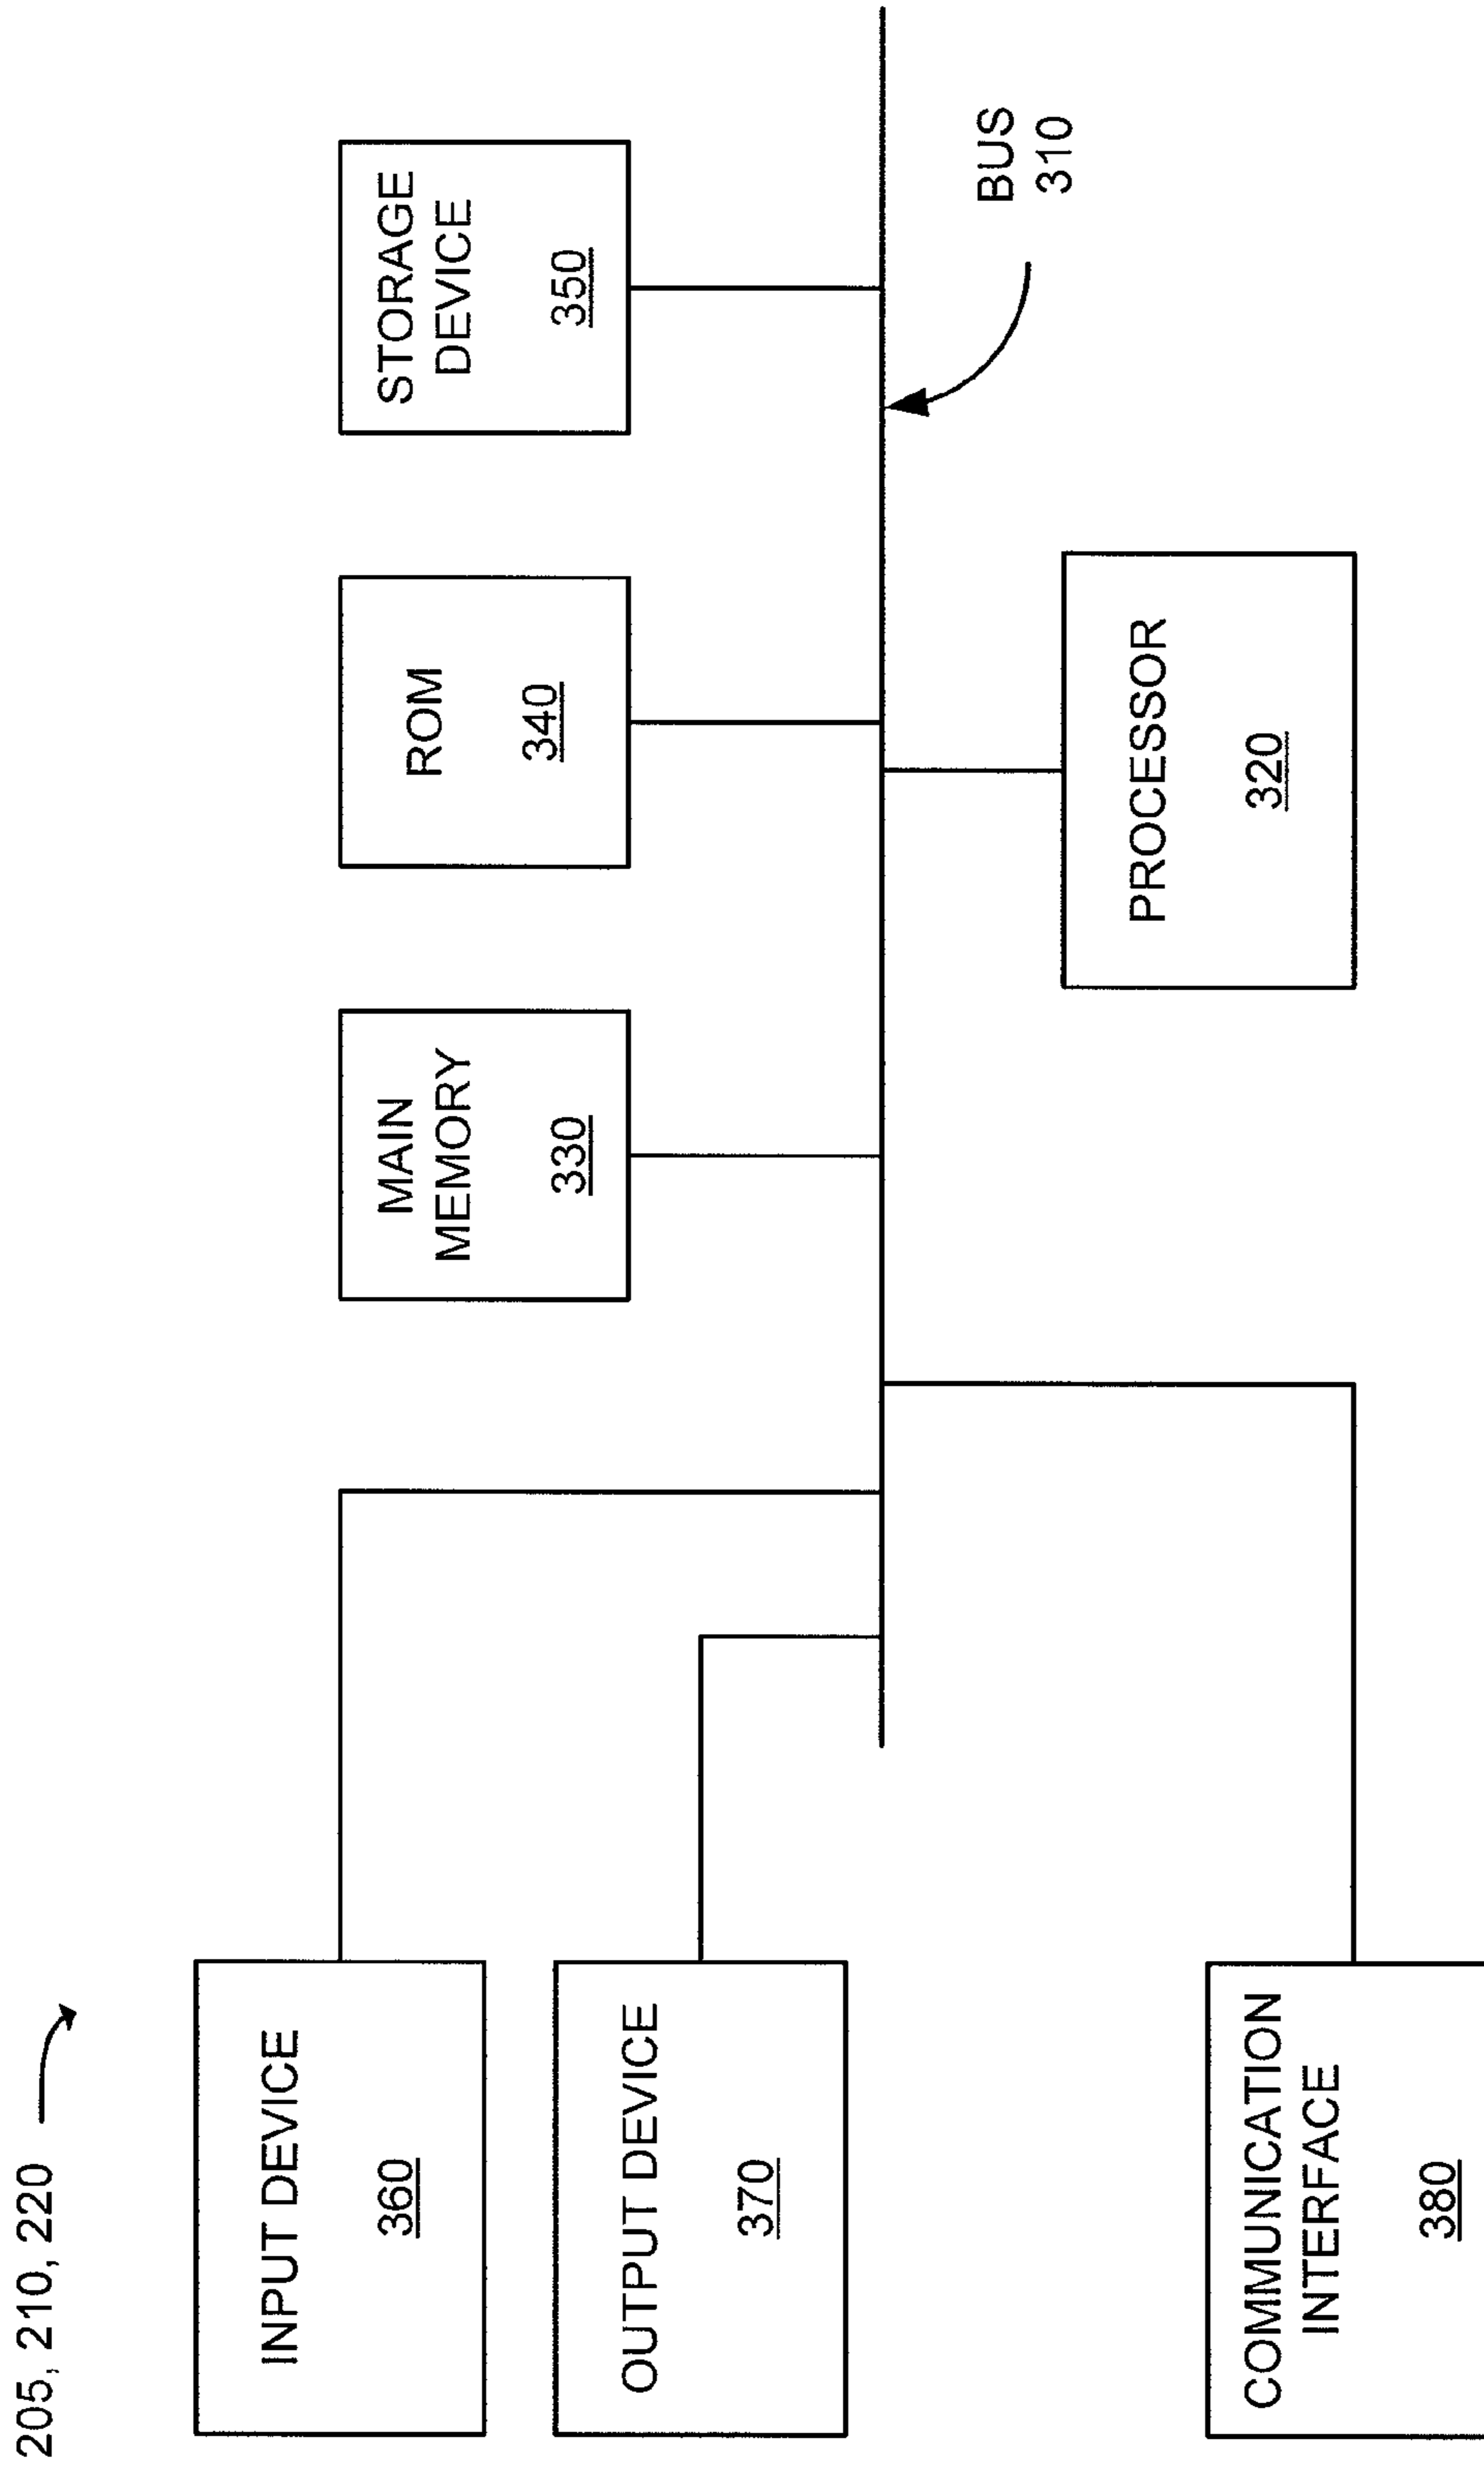 205, 210, 220
INPUT DEVICE
360
OUTPUT DEVICE
370
COMMUNICATION
INTERFACE
380
MAIN
MEMORY
330
ROM
340
STORAGE
DEVICE
350
PROCESSOR
320
BUS
310